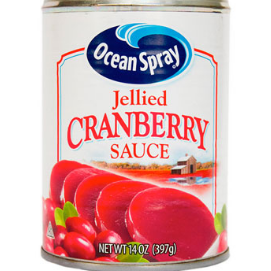 Ocean Spray
Jellied
CRANBERRY
SAUCE
NET WT 14 OZ (397g)